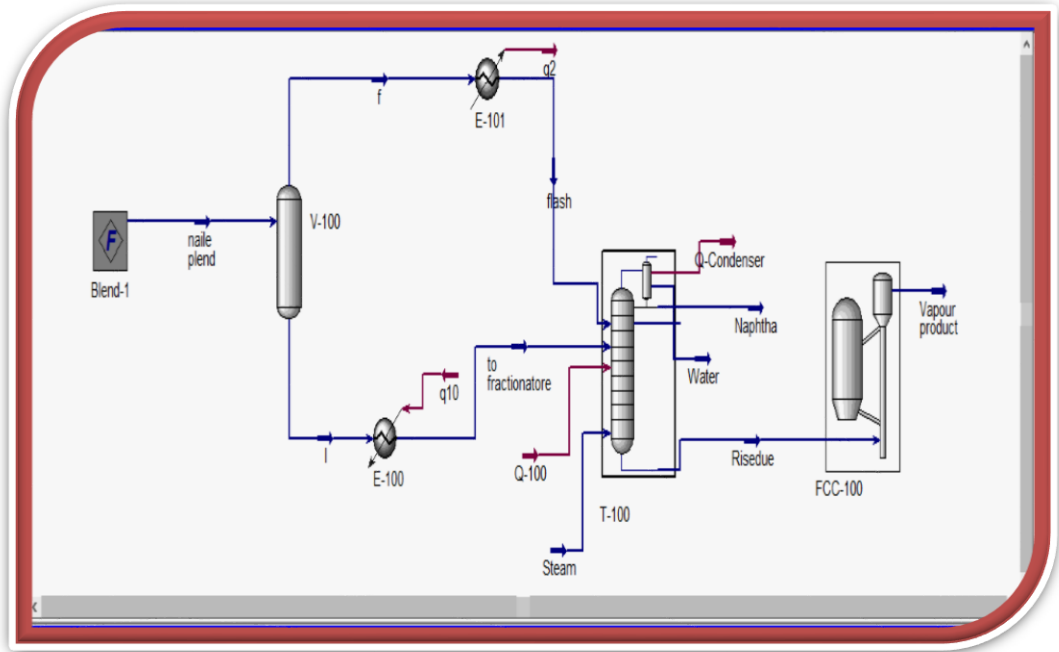 q2
f
E-101
flash
V-100
F
naile
plend
Blend-1
Q-Condenser
Naphtha
Vapour
product
to
fractionatore
Water
q10
l
E-100
Q-100
Risedue
FCC-100
T-100
Steam